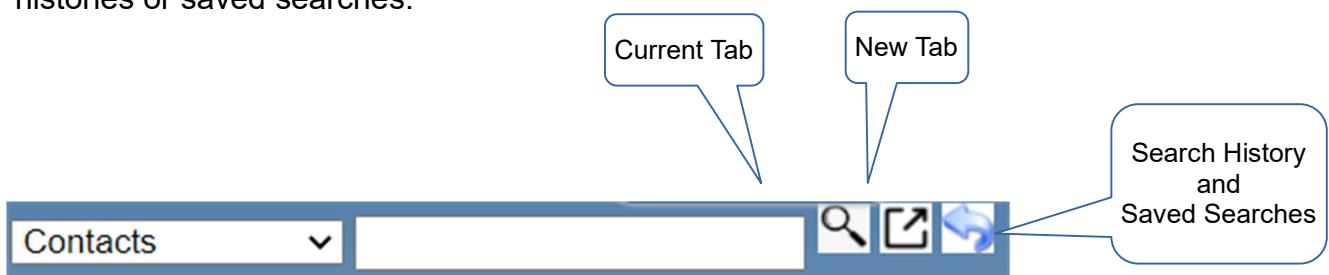 histories or saved searches.
Current Tab
New Tab
Search History
and
Saved Searches
Contacts